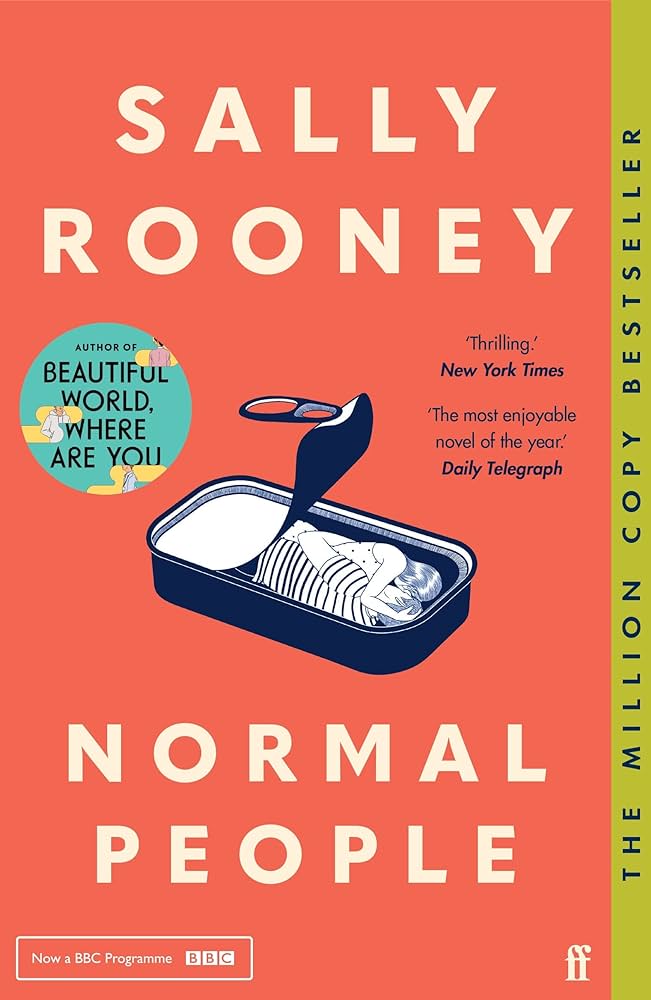 SALLY
ROONEY
AUTHOR OF
BEAUTIFUL
WORLD,
WHERE
ARE YOU
‘Thrilling.’
New York Times
‘The most enjoyable
novel of the year.’
Daily Telegraph
NORMAL
PEOPLE
Now a BBC Programme BBC
ff
THE MILLION COPY BESTSELLER